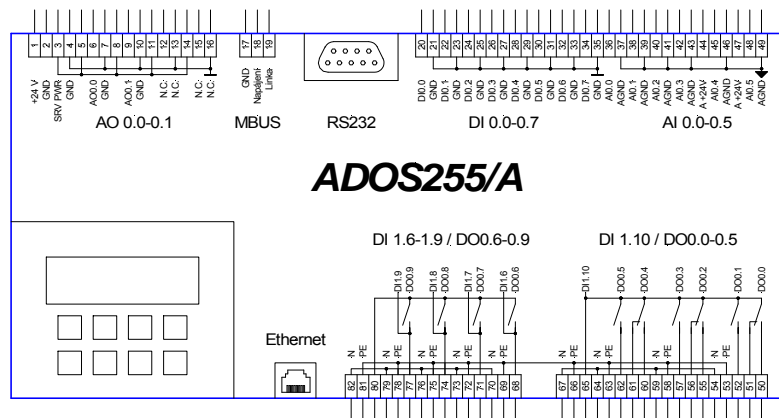 1 2 3 4 5 6 7 8 9 10 11 12 13 14 15 16
17 18 19
20 21 22 23 24 25 26 27 28 29 30 31 32 33 34 35 36 37 38 39 40 41 42 43 44 45 46 47 48 49
+24 V
GND
SRV PWR
GND
AO0.0
GND
AO0.1
GND
N.C.
N.C.
N.C.
N.C.
GND
Napájení
Linka
DI0.0
GND
DI0.1
GND
DI0.2
GND
DI0.3
GND
DI0.4
GND
DI0.5
GND
DI0.6
GND
DI0.7
GND
AI0.0
AGND
AI0.1
AGND
AI0.2
AGND
AI0.3
AGND
A +24V
AI0.4
AGND
A +24V
AI0.5
AGND
AO 0.0-0.1
MBUS
RS232
DI 0.0-0.7
AI 0.0-0.5
ADOS255/A
DI 1.6-1.9 / DO0.6-0.9
DI 1.10 / DO0.0-0.5
DI1.9
DO0.9
DI1.8
DO0.8
DI1.7
DO0.7
DI1.6
DO0.6
DI1.10
DO0.5
DO0.4
DO0.3
DO0.2
DO0.1
DO0.0
Ethernet
N
PE
N
PE
N
PE
N
PE
N
PE
N
PE
N
PE
N
PE
N
PE
N
PE
82 81 80 79 78 77 76 75 74 73 72 71 70 69 68
67 66 65 64 63 62 61 60 59 58 57 56 55 54 53 52 51 50